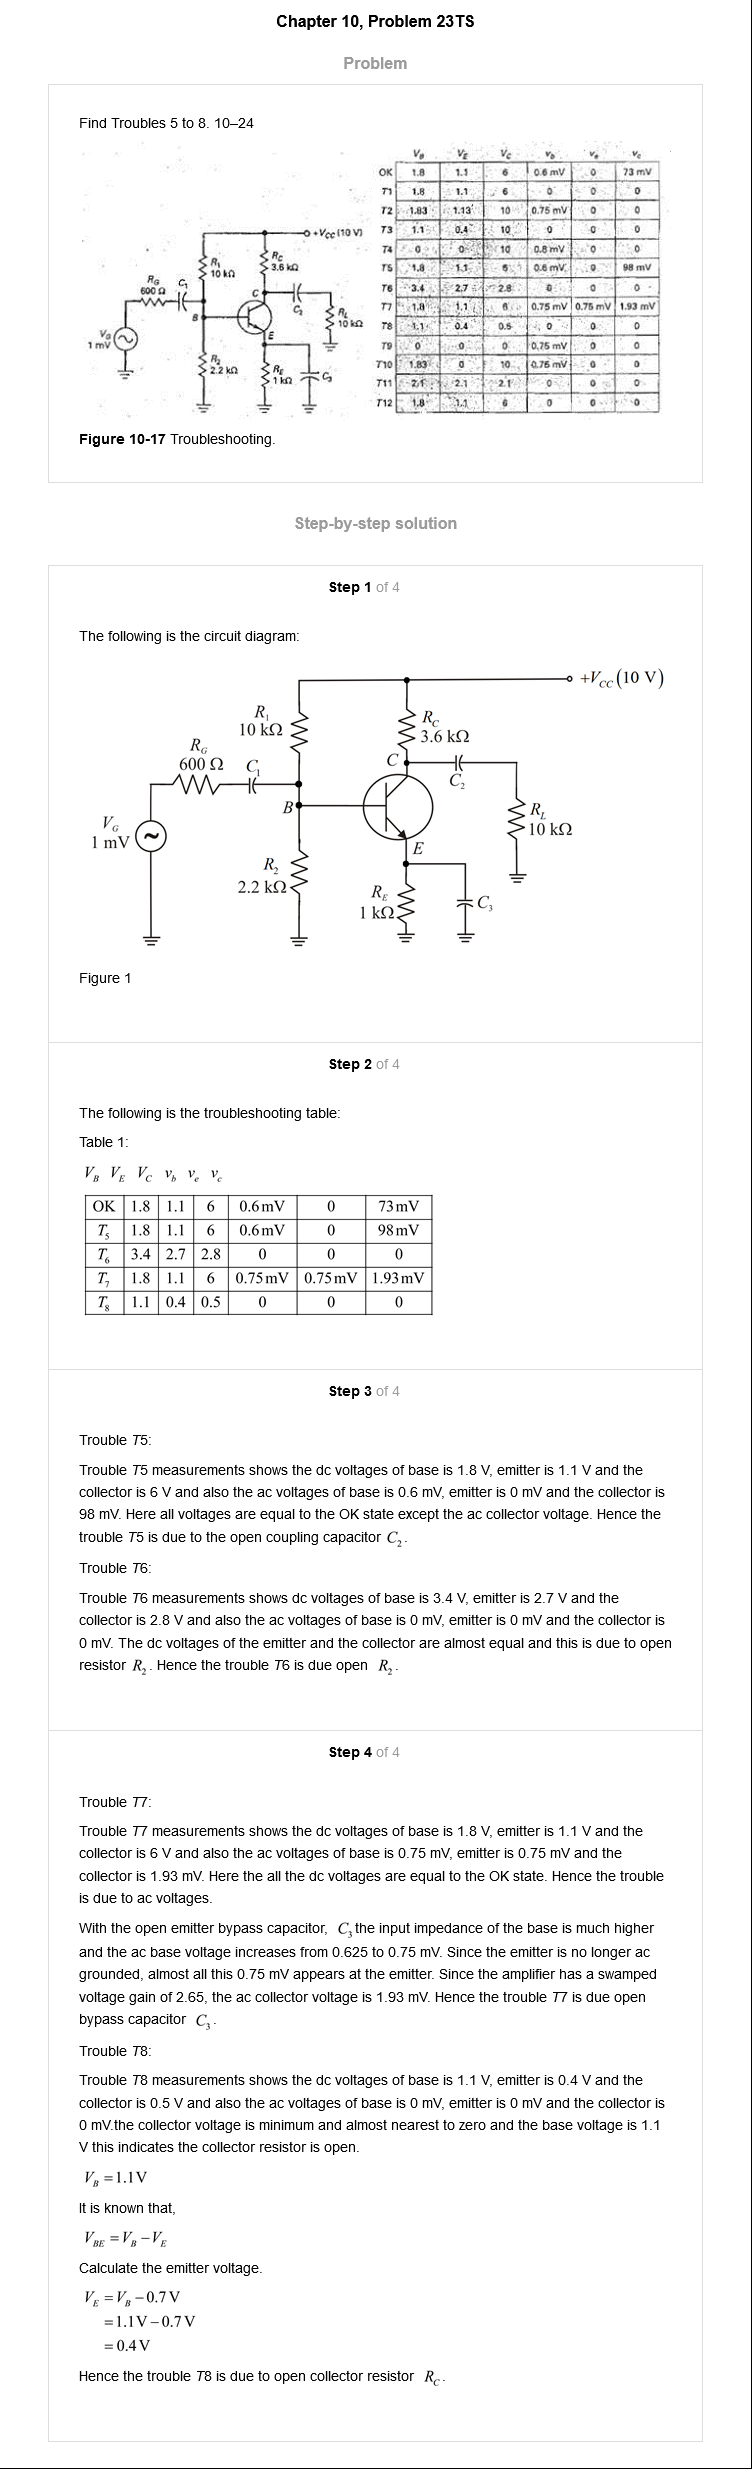 Chapter 10, Problem 23TS
Problem
Find Troubles 5 to 8. 10–24
V_B V_E V_C v_b v_e v_c
OK 1.8 1.1 6 0.6 mV 0 73 mV
T1 1.8 1.1 6 0 0 0
T2 1.83 1.13 10 0.75 mV 0 0
T3 1.1 0.4 10 0 0 0
T4 0 0 10 0.8 mV 0 0
T5 1.8 1.1 6 0.6 mV 0 98 mV
T6 3.4 2.7 2.8 0 0 0
T7 1.8 1.1 6 0.75 mV 0.75 mV 1.93 mV
T8 1.1 0.4 0.5 0 0 0
T9 0 0 0 0.75 mV 0 0
T10 1.83 0 10 0.75 mV 0 0
T11 2.1 2.1 2.1 0 0 0
T12 1.8 1.1 6 0 0 0
+VCC (10 V)
R1
10 kΩ
RC
3.6 kΩ
RG
600 Ω
C1
C
C2
RL
10 kΩ
B
E
VG
1 mV
R2
2.2 kΩ
RE
1 kΩ
C3
Figure 10-17 Troubleshooting.
Step-by-step solution
Step 1 of 4
The following is the circuit diagram:
+V_CC (10 V)
R_1
10 kΩ
R_C
3.6 kΩ
R_G
600 Ω
C_1
C
C_2
B
R_L
10 kΩ
V_G
1 mV
E
R_2
2.2 kΩ
R_E
1 kΩ
C_3
Figure 1
Step 2 of 4
The following is the troubleshooting table:
Table 1:
V_B V_E V_C v_b v_e v_c
OK 1.8 1.1 6 0.6 mV 0 73 mV
T_5 1.8 1.1 6 0.6 mV 0 98 mV
T_6 3.4 2.7 2.8 0 0 0
T_7 1.8 1.1 6 0.75 mV 0.75 mV 1.93 mV
T_8 1.1 0.4 0.5 0 0 0
Step 3 of 4
Trouble T5:
Trouble T5 measurements shows the dc voltages of base is 1.8 V, emitter is 1.1 V and the
collector is 6 V and also the ac voltages of base is 0.6 mV, emitter is 0 mV and the collector is
98 mV. Here all voltages are equal to the OK state except the ac collector voltage. Hence the
trouble T5 is due to the open coupling capacitor C_2.
Trouble T6:
Trouble T6 measurements shows dc voltages of base is 3.4 V, emitter is 2.7 V and the
collector is 2.8 V and also the ac voltages of base is 0 mV, emitter is 0 mV and the collector is
0 mV. The dc voltages of the emitter and the collector are almost equal and this is due to open
resistor R_2. Hence the trouble T6 is due open R_2.
Step 4 of 4
Trouble T7:
Trouble T7 measurements shows the dc voltages of base is 1.8 V, emitter is 1.1 V and the
collector is 6 V and also the ac voltages of base is 0.75 mV, emitter is 0.75 mV and the
collector is 1.93 mV. Here the all the dc voltages are equal to the OK state. Hence the trouble
is due to ac voltages.
With the open emitter bypass capacitor, C_3 the input impedance of the base is much higher
and the ac base voltage increases from 0.625 to 0.75 mV. Since the emitter is no longer ac
grounded, almost all this 0.75 mV appears at the emitter. Since the amplifier has a swamped
voltage gain of 2.65, the ac collector voltage is 1.93 mV. Hence the trouble T7 is due open
bypass capacitor C_3.
Trouble T8:
Trouble T8 measurements shows the dc voltages of base is 1.1 V, emitter is 0.4 V and the
collector is 0.5 V and also the ac voltages of base is 0 mV, emitter is 0 mV and the collector is
0 mV.the collector voltage is minimum and almost nearest to zero and the base voltage is 1.1
V this indicates the collector resistor is open.
V_B = 1.1 V
It is known that,
V_BE = V_B − V_E
Calculate the emitter voltage.
V_E = V_B − 0.7 V
= 1.1 V − 0.7 V
= 0.4 V
Hence the trouble T8 is due to open collector resistor R_C.